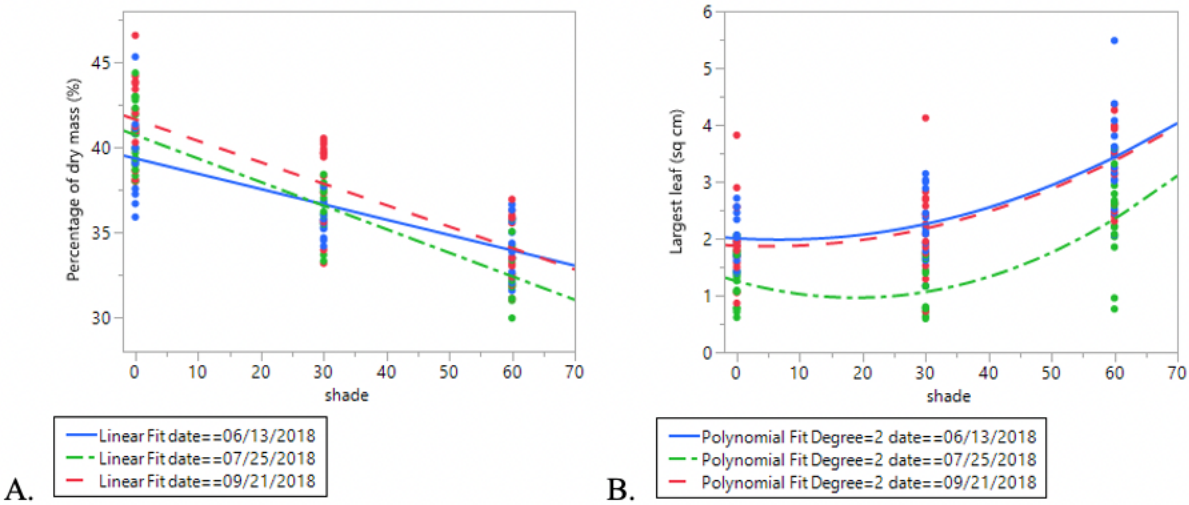 45
40
35
30
Percentage of dry mass (%)
0 10 20 30 40 50 60 70
shade
Linear Fit date==06/13/2018
Linear Fit date==07/25/2018
Linear Fit date==09/21/2018
A.
6
5
4
3
2
1
0
Largest leaf (sq cm)
0 10 20 30 40 50 60 70
shade
Polynomial Fit Degree=2 date==06/13/2018
Polynomial Fit Degree=2 date==07/25/2018
Polynomial Fit Degree=2 date==09/21/2018
B.